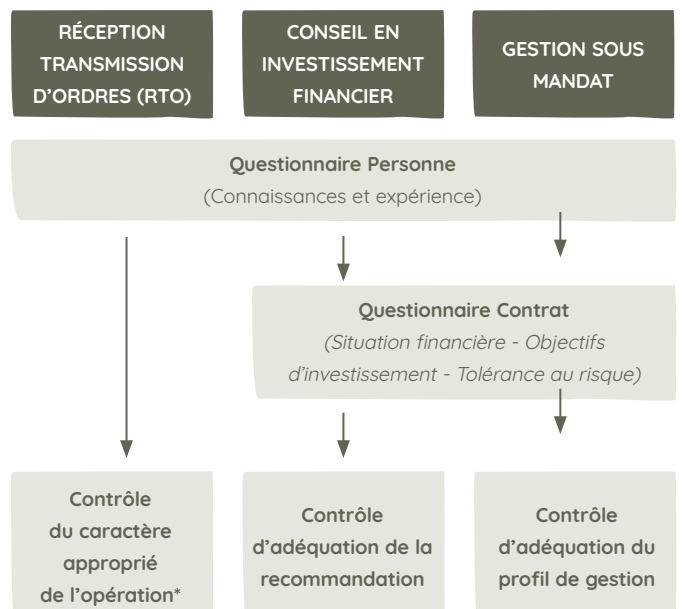 RÉCEPTION
TRANSMISSION
D'ORDRES (RTO)
CONSEIL EN
INVESTISSEMENT
FINANCIER
GESTION SOUS
MANDAT
Questionnaire Personne
(Connaissances et expérience)
Questionnaire Contrat
(Situation financière - Objectifs
d'investissement - Tolérance au risque)
Contrôle
du caractère
approprié
de l'opération*
Contrôle
d'adéquation de la
recommandation
Contrôle
d'adéquation du
profil de gestion